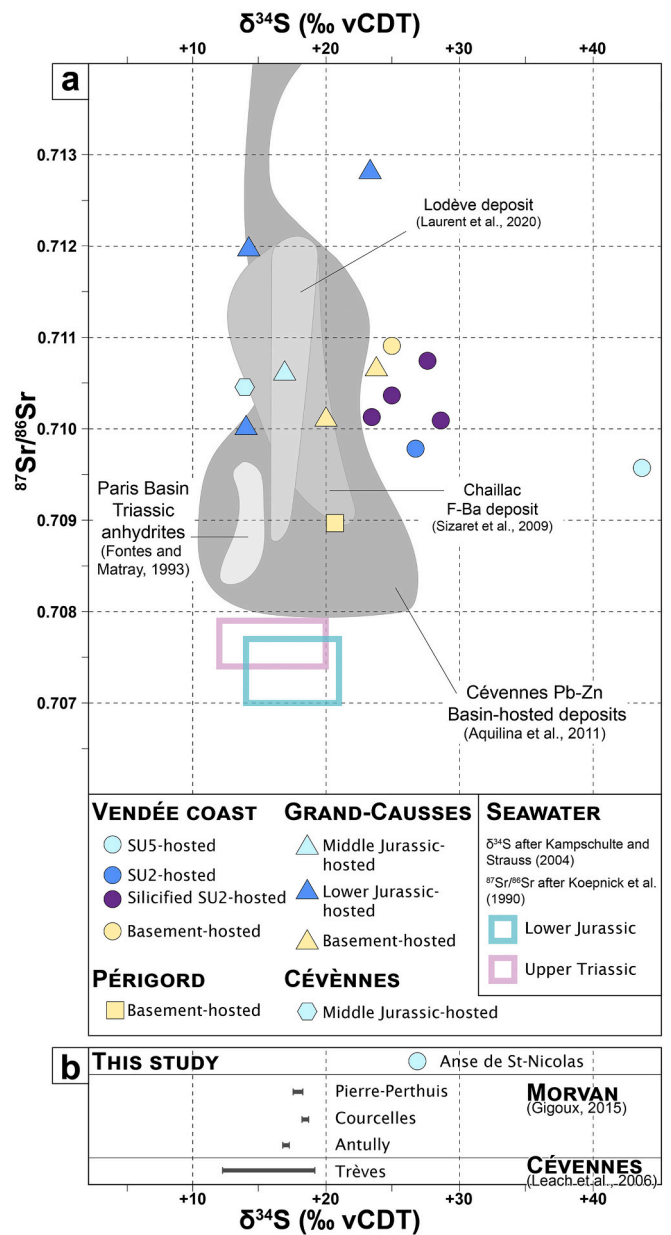 δ³⁴S (‰ vCDT)
+10
+20
+30
+40
a
0.713
0.712
0.711
0.710
0.709
0.708
0.707
⁸⁷Sr/⁸⁶Sr
Lodève deposit
(Laurent et al., 2020)
Paris Basin
Triassic
anhydrites
(Fontes and
Matray, 1993)
Chaillac
F-Ba deposit
(Sizaret et al., 2009)
Cévennes Pb-Zn
Basin-hosted deposits
(Aquilina et al., 2011)
VENDÉE COAST
SU5-hosted
SU2-hosted
Silicified SU2-hosted
Basement-hosted
PÉRIGORD
Basement-hosted
GRAND-CAUSSES
Middle Jurassic-
hosted
Lower Jurassic-
hosted
Basement-hosted
CÉVÈNNES
Middle Jurassic-hosted
SEAWATER
δ³⁴S after Kampschulte and
Strauss (2004)
⁸⁷Sr/⁸⁶Sr after Koepnick et al.
(1990)
Lower Jurassic
Upper Triassic
b
THIS STUDY
Anse de St-Nicolas
Pierre-Perthuis
Courcelles
Antully
MORVAN
(Gigoux, 2015)
Trèves
CÉVENNES
(Leach et al., 2006)
+10
+20
+30
+40
δ³⁴S (‰ vCDT)